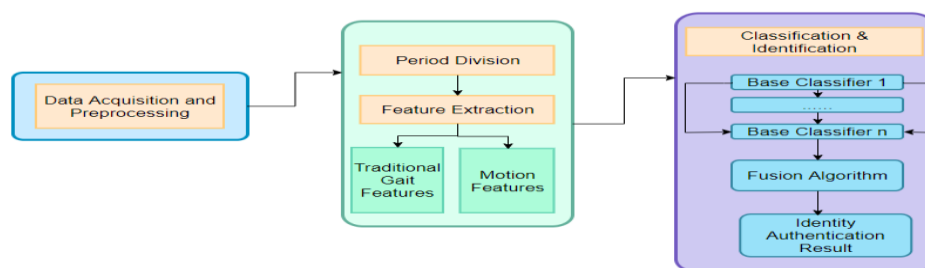 Data Acquisition and
Preprocessing
Period Division
Feature Extraction
Traditional
Gait
Features
Motion
Features
Classification &
Identification
Base Classifier 1
......
Base Classifier n
Fusion Algorithm
Identity
Authentication
Result